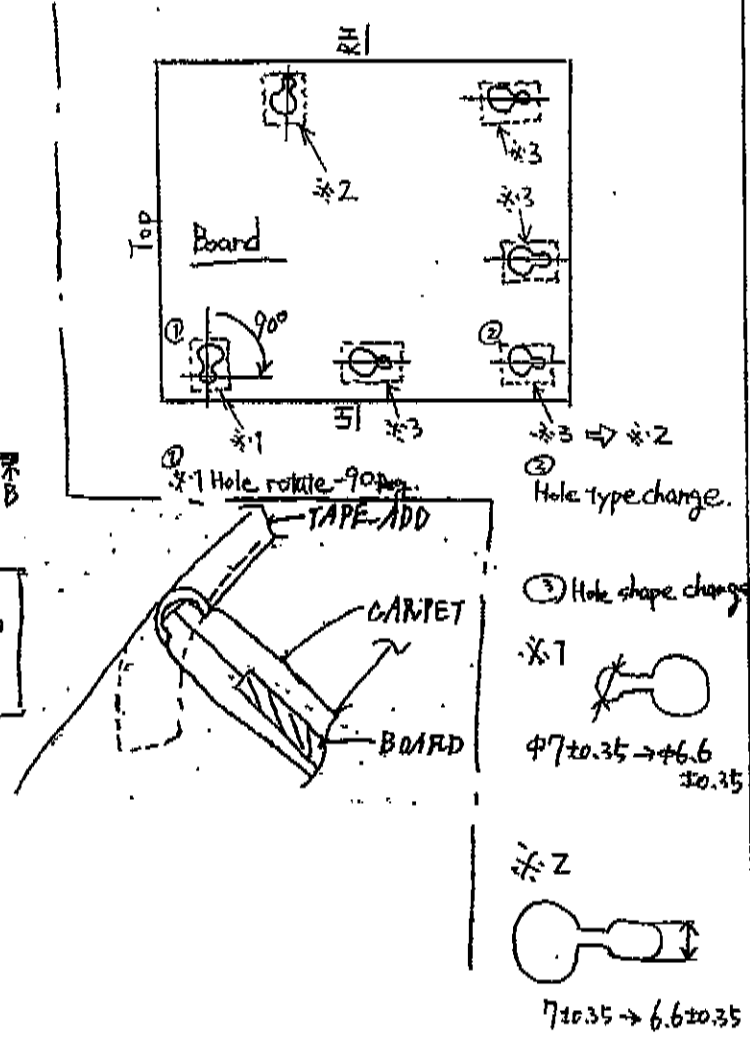 ※2
※3
※3
Top
Board
①
90°
②
※1
※3
※3 ⇨ ※2
①
※1 Hole rotate -90Deg.
②
Hole type change.
TAPE-ADD
③ Hole shape change
CARPET
※1
BOARD
Φ7±0.35→Φ6.6
±0.35
※2
7±0.35→6.6±0.35